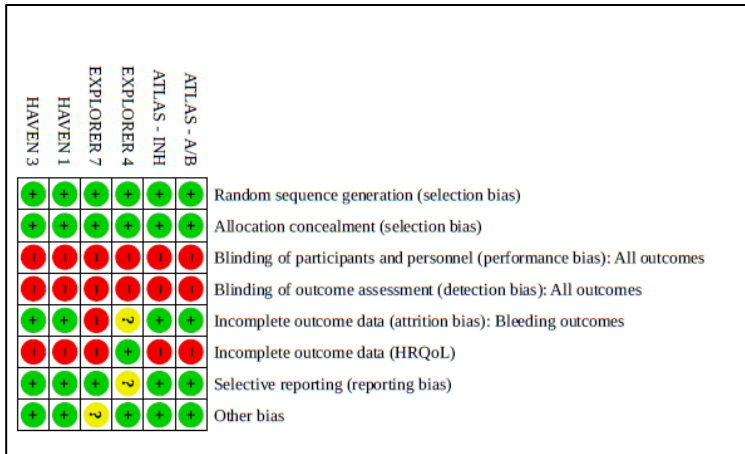 HAVEN 3
HAVEN 1
EXPLORER 7
EXPLORER 4
ATLAS - INH
ATLAS - A/B
+ + + + + + Random sequence generation (selection bias)
+ + + + + + Allocation concealment (selection bias)
− − − − − − Blinding of participants and personnel (performance bias): All outcomes
− − − − − − Blinding of outcome assessment (detection bias): All outcomes
+ + − ? + + Incomplete outcome data (attrition bias): Bleeding outcomes
− − − + − − Incomplete outcome data (HRQoL)
+ + + ? + + Selective reporting (reporting bias)
+ + ? + + + Other bias